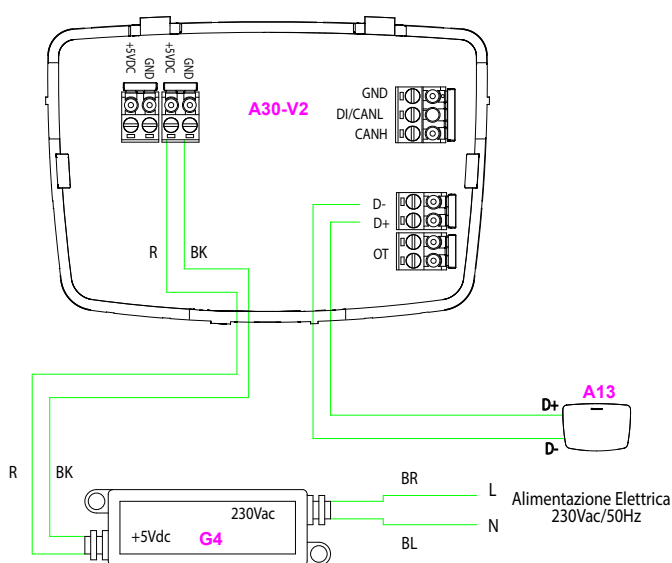 +5VDC
GND
+5VDC
GND
A30-V2
GND
DI/CANL
CANH
D-
D+
OT
R
BK
A13
D+
D-
R
BK
BR
L
Alimentazione Elettrica
230Vac/50Hz
230Vac
+5Vdc
G4
N
BL